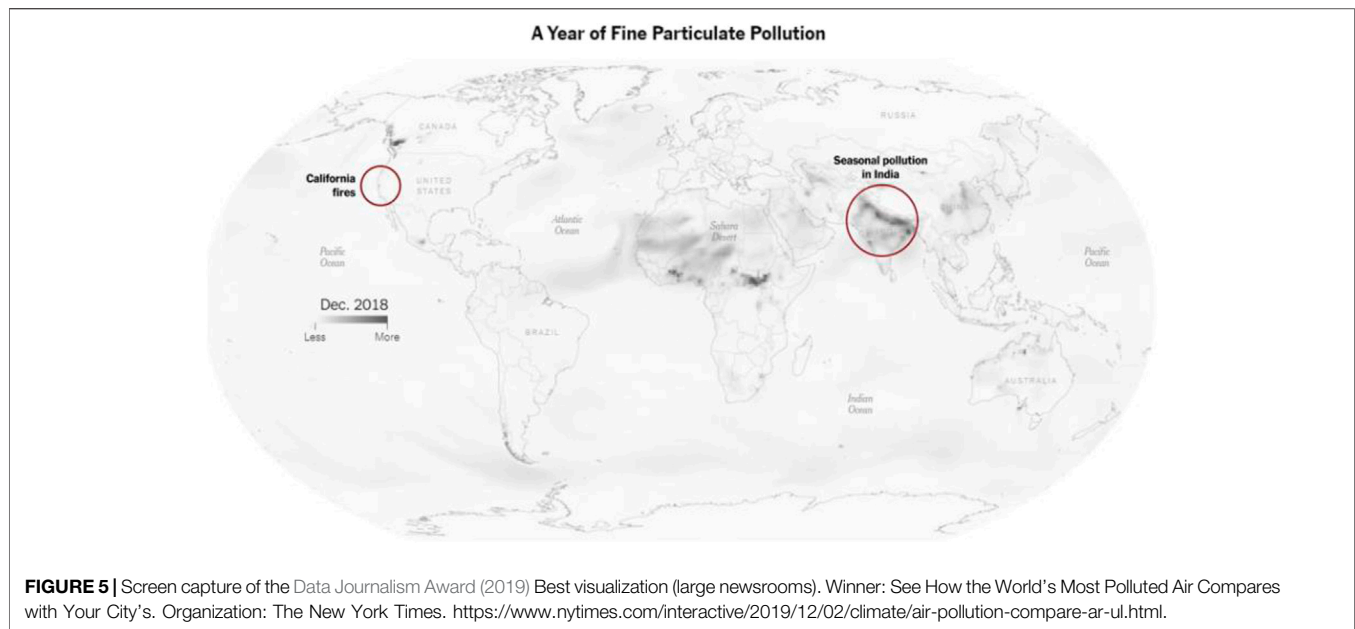 A Year of Fine Particulate Pollution
RUSSIA
CANADA
Seasonal pollution
in India
California
fires
UNITED
STATES
Atlantic
Ocean
Sahara
Desert
Pacific
Ocean
Pacific
Ocean
Dec. 2018
Less More
BRAZIL
AUSTRALIA
Indian
Ocean
FIGURE 5 | Screen capture of the Data Journalism Award (2019) Best visualization (large newsrooms). Winner: See How the World's Most Polluted Air Compares
with Your City's. Organization: The New York Times. https://www.nytimes.com/interactive/2019/12/02/climate/air-pollution-compare-ar-ul.html.